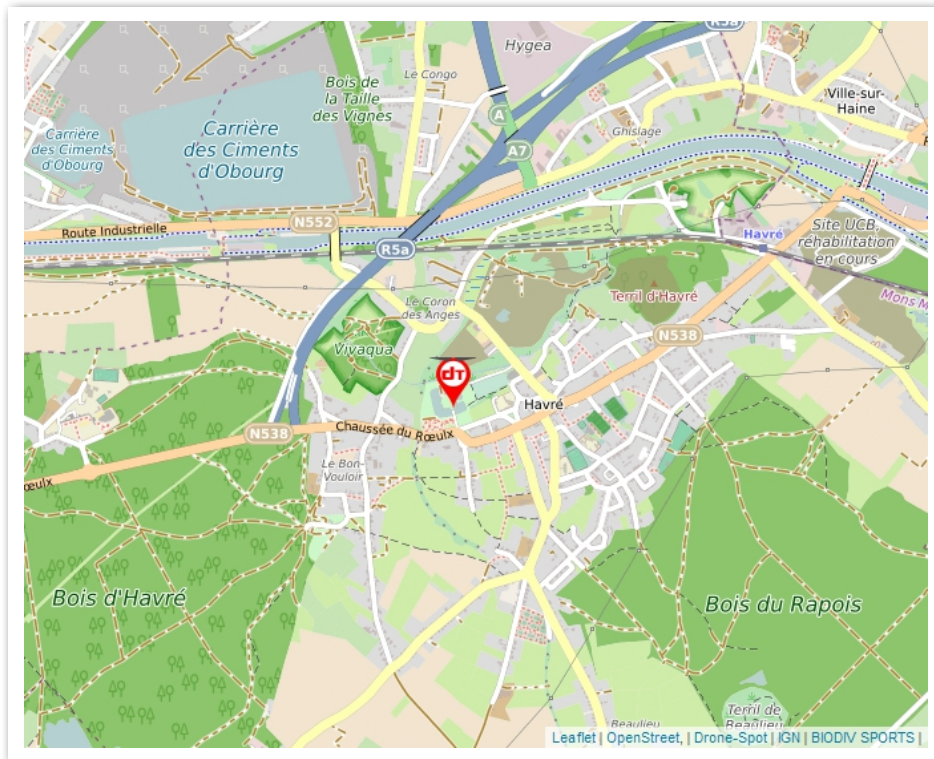 R3a
Hygea
Le Congo
Bois de
la Taille
des Vignes
Ville-sur-
Haine
A
Carrière
des Ciments
d'Obourg
Carrière
des Ciments
d'Obourg
Ghislage
A7
N552
Route Industrielle
R5a
Havré
Site UCB,
réhabilitation
en cours
Le Coron
des Anges
Terril d'Havré
Mons M
N538
Vivaqua
dT
Havré
N538
Chaussée du Rœulx
Le Bon-
Vouloir
œulx
Bois d'Havré
Bois du Rapois
Terril de
Beaulieu
Beaulieu
Leaflet | OpenStreet, | Drone-Spot | IGN | BIODIV SPORTS |